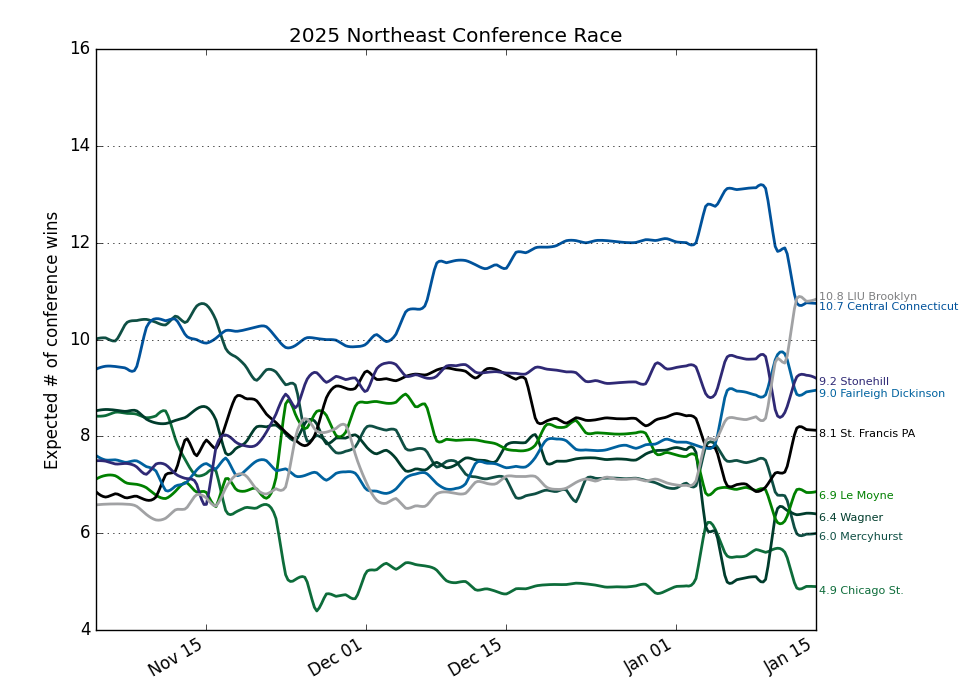 2025 Northeast Conference Race
Expected # of conference wins
16
14
12
10
8
6
4
10.8 LIU Brooklyn
10.7 Central Connecticut
9.2 Stonehill
9.0 Fairleigh Dickinson
8.1 St. Francis PA
6.9 Le Moyne
6.4 Wagner
6.0 Mercyhurst
4.9 Chicago St.
Nov 15
Dec 01
Dec 15
Jan 01
Jan 15